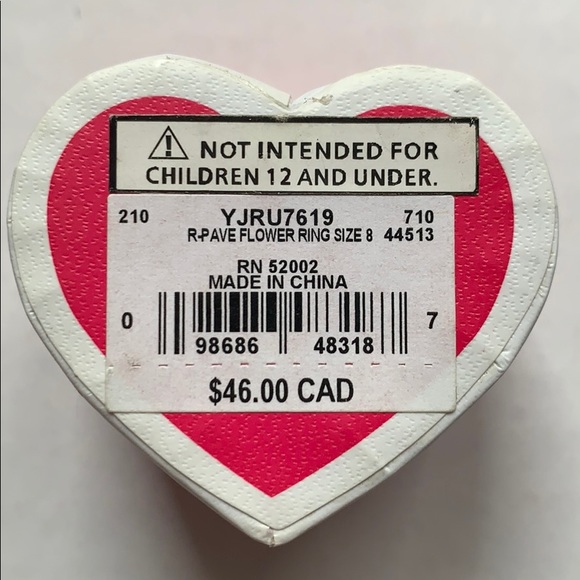 ⚠ NOT INTENDED FOR
CHILDREN 12 AND UNDER.
210 YJRU7619 710
R-PAVE FLOWER RING SIZE 8 44513
RN 52002
MADE IN CHINA
0 98686 48318 7
$46.00 CAD